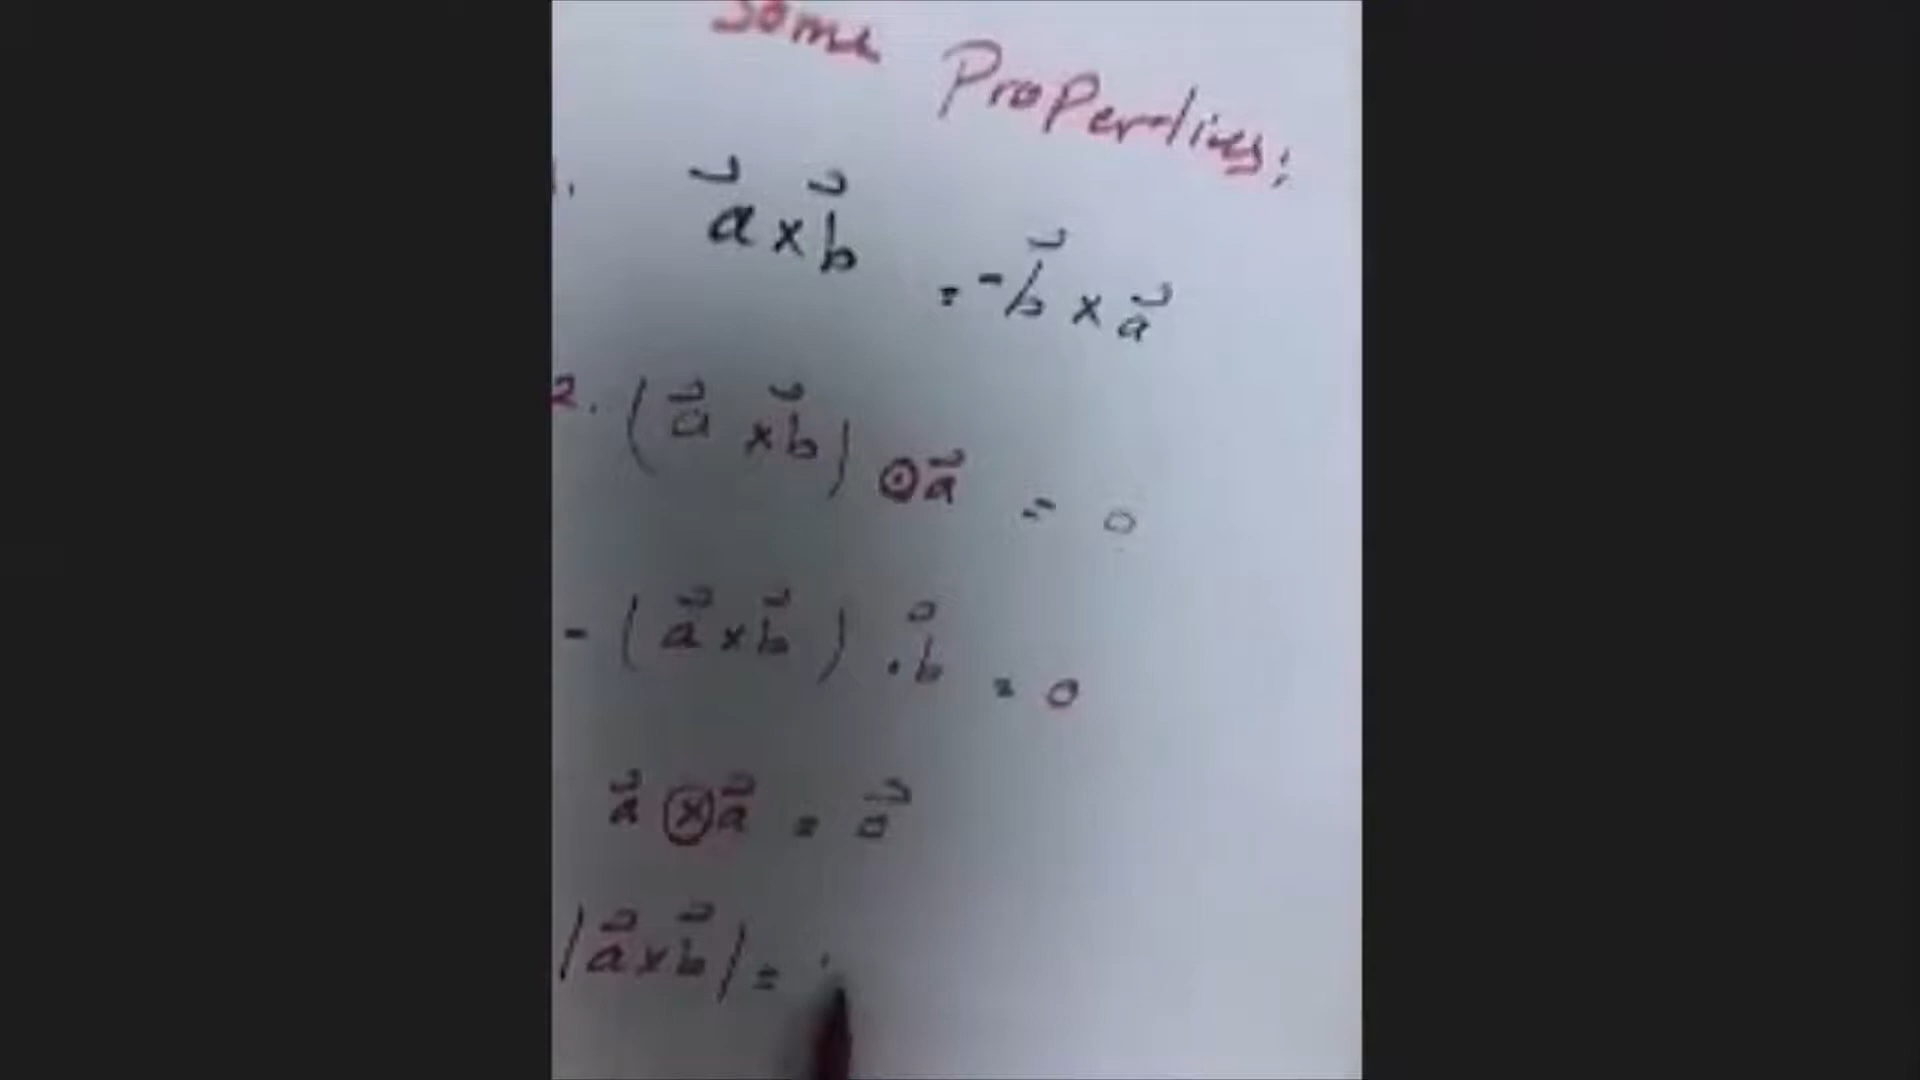 Some Properties:
1. a⃗ × b⃗ = -b⃗ × a⃗
2. (a⃗ × b⃗) ⊙ a⃗ = 0
- (a⃗ × b⃗) · b⃗ = 0
a⃗ ⊗ a⃗ = 0⃗
|a⃗ × b⃗| =